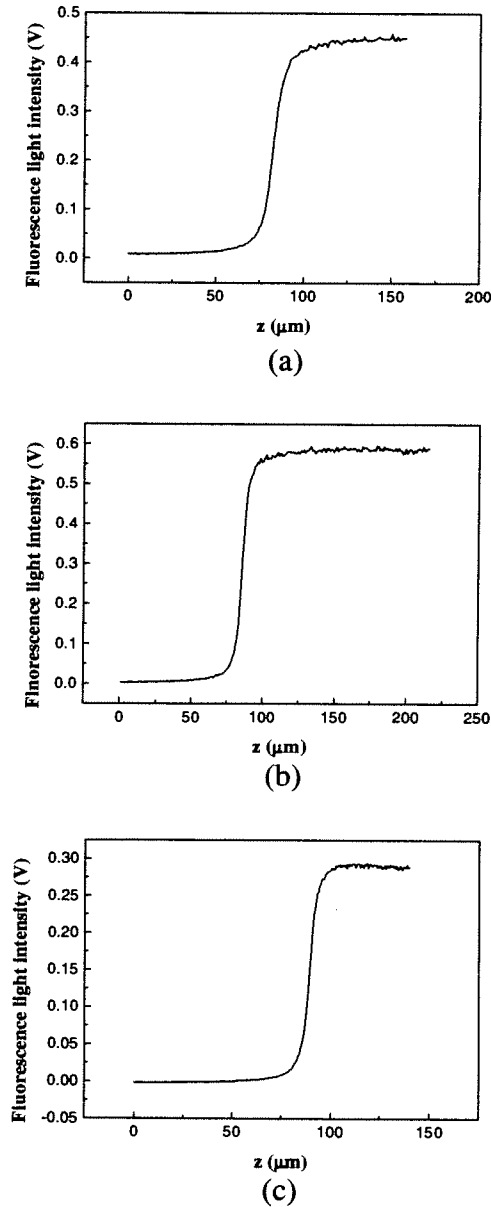 0.5
0.4
0.3
0.2
0.1
0.0
Fluorescence light intensity (V)
0 50 100 150 200
z (μm)
(a)
0.6
0.5
0.4
0.3
0.2
0.1
0.0
Flnorescence light intensity (V)
0 50 100 150 200 250
z (μm)
(b)
0.30
0.25
0.20
0.15
0.10
0.05
0.00
-0.05
Fluorescence light intensity (V)
0 50 100 150
z (μm)
(c)